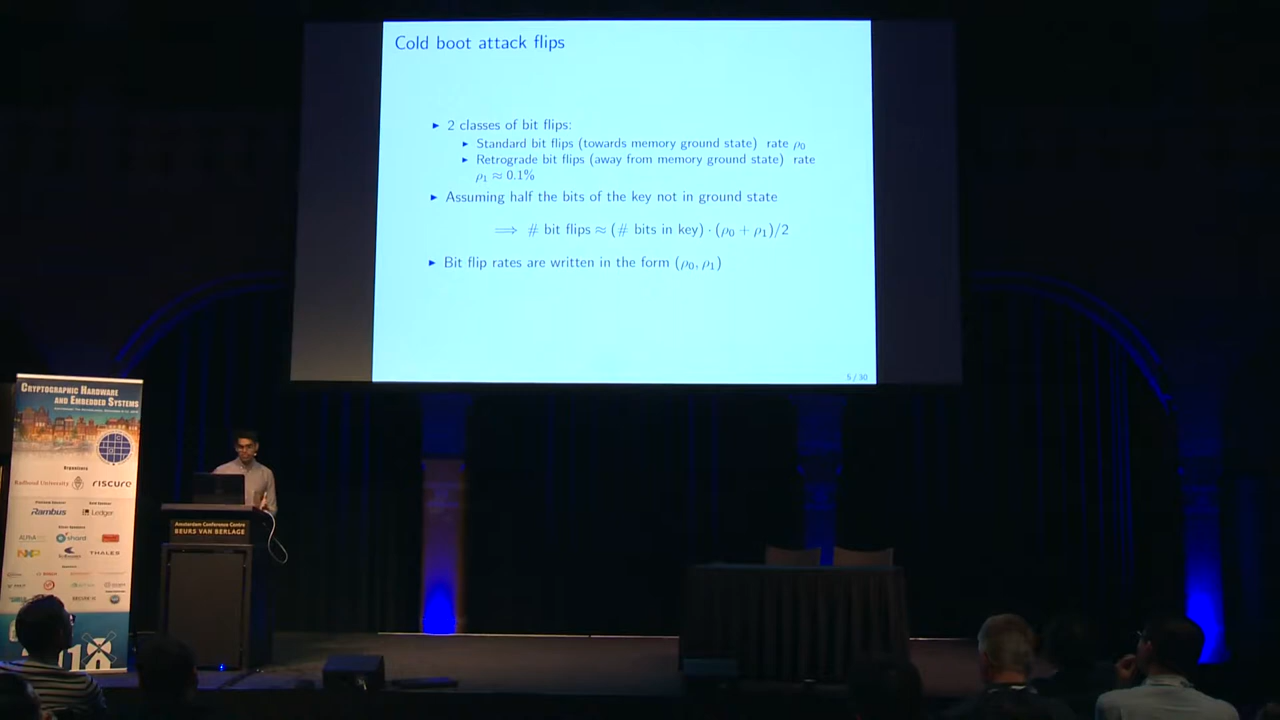 Cold boot attack flips
► 2 classes of bit flips:
► Standard bit flips (towards memory ground state) rate ρ₀
► Retrograde bit flips (away from memory ground state) rate
ρ₁ ≈ 0.1%
► Assuming half the bits of the key not in ground state
⟹ # bit flips ≈ (# bits in key) · (ρ₀ + ρ₁)/2
► Bit flip rates are written in the form (ρ₀, ρ₁)
5 / 30
Cryptographic Hardware
and Embedded Systems
Organizers
Radboud University
riscure
Rambus
Ledger
eshard
NXP
THALES
Amsterdam Conference Centre
BEURS VAN BERLAGE